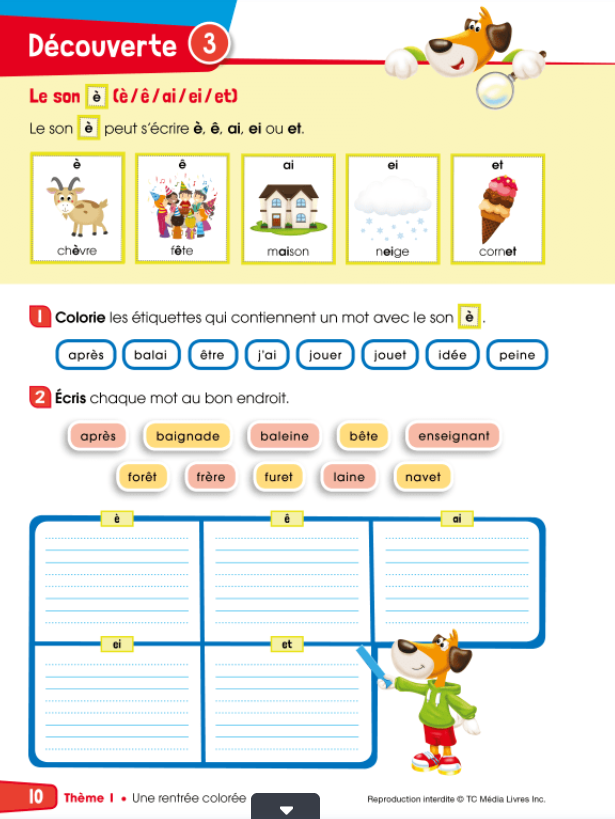 Découverte 3
Le son è (è / ê / ai / ei / et)
Le son è peut s'écrire è, ê, ai, ei ou et.
è ê ai ei et
chèvre fête maison neige cornet
1 Colorie les étiquettes qui contiennent un mot avec le son è.
après balai être j'ai jouer jouet idée peine
2 Écris chaque mot au bon endroit.
après baignade baleine bête enseignant
forêt frère furet laine navet
è ê ai
ei et
10 Thème 1 • Une rentrée colorée Reproduction interdite © TC Média Livres Inc.